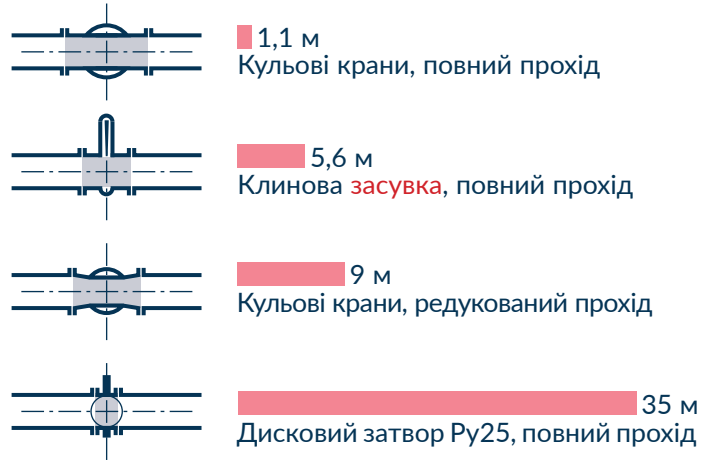 1,1 м
Кульові крани, повний прохід
5,6 м
Клинова засувка, повний прохід
9 м
Кульові крани, редукований прохід
35 м
Дисковий затвор Ру25, повний прохід